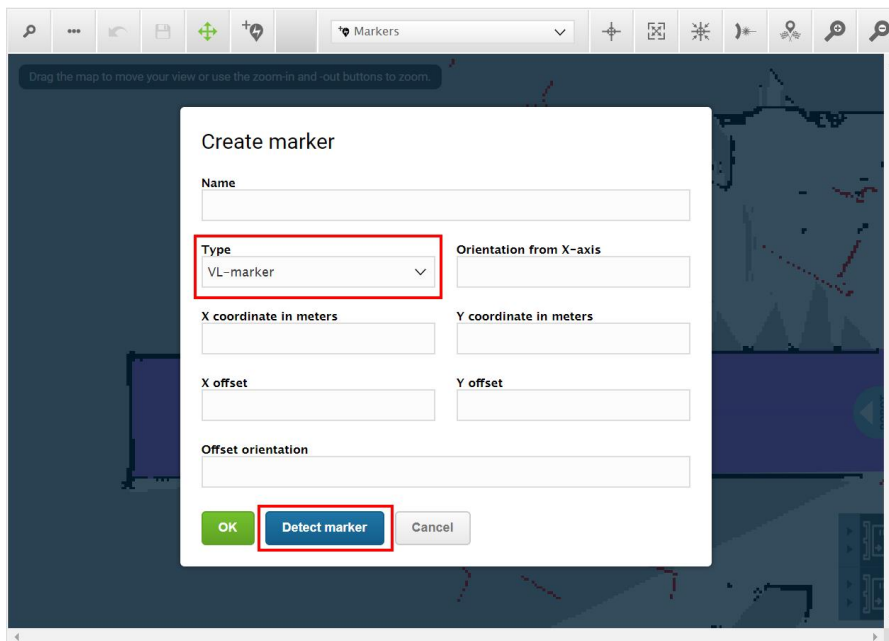 Markers
Drag the map to move your view or use the zoom-in and -out buttons to zoom.
Create marker
Name
Type
Orientation from X-axis
VL-marker
X coordinate in meters
Y coordinate in meters
X offset
Y offset
Offset orientation
OK
Detect marker
Cancel